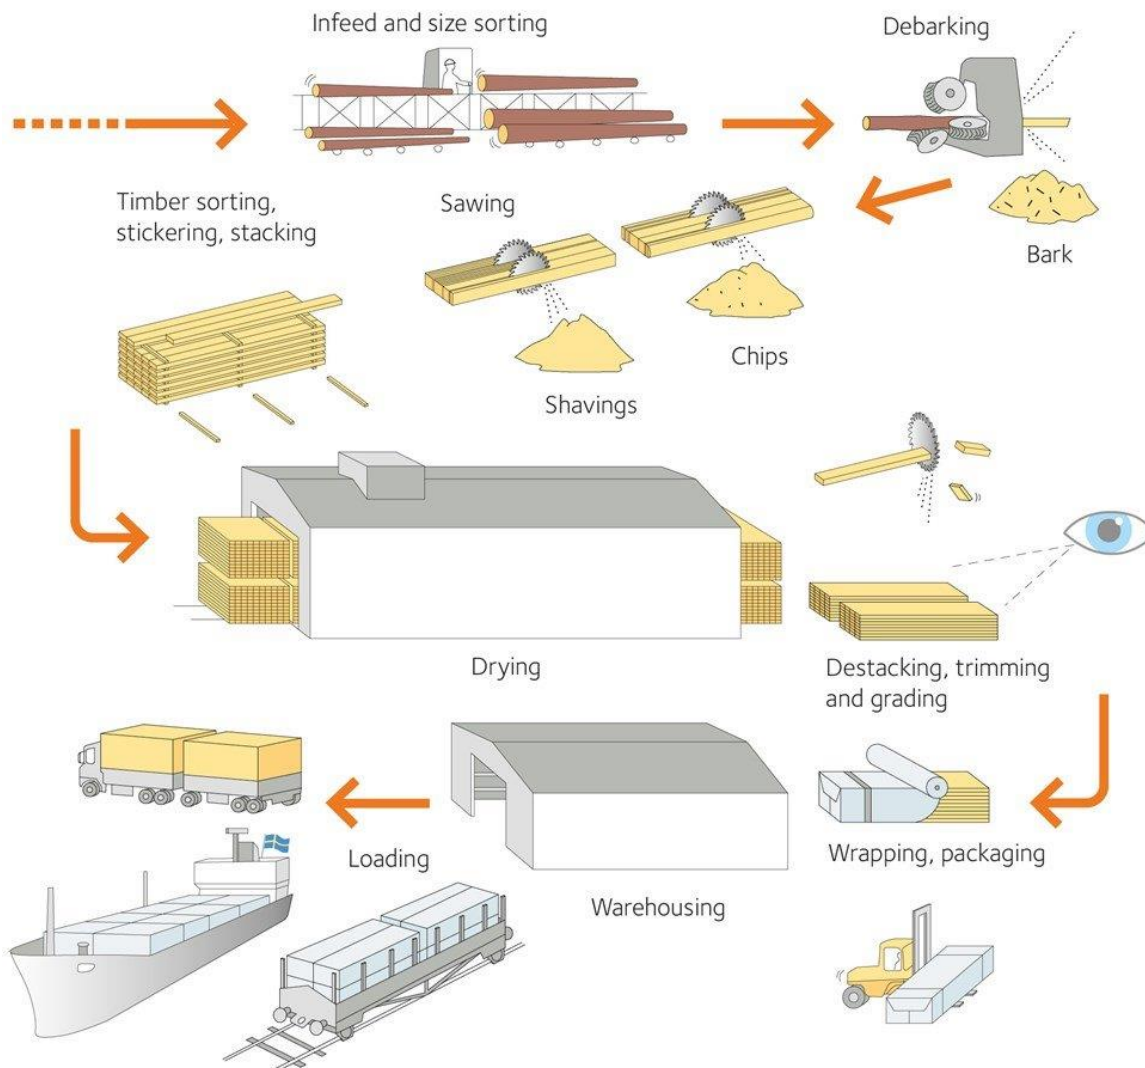 Infeed and size sorting
Debarking
Bark
Sawing
Chips
Shavings
Timber sorting,
stickering, stacking
Drying
Destacking, trimming
and grading
Wrapping, packaging
Warehousing
Loading